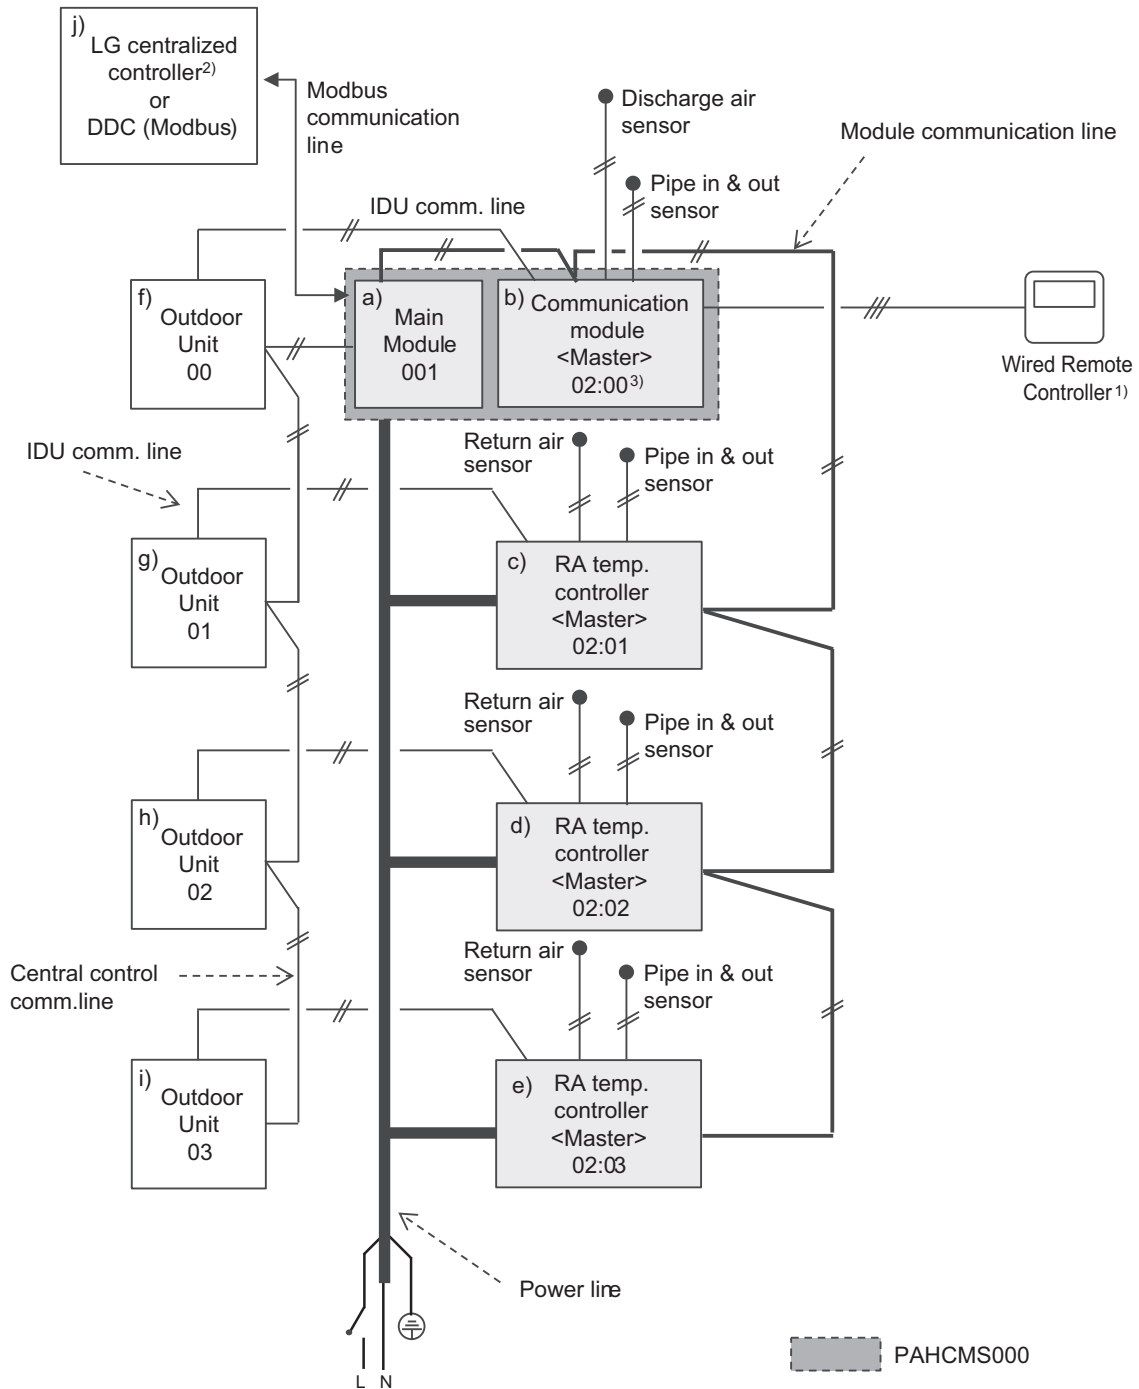 j)
LG centralized
controller2)
or
DDC (Modbus)
Modbus
communication
line
Discharge air
sensor
Module communication line
Pipe in & out
sensor
IDU comm. line
f)
Outdoor
Unit
00
a)
Main
Module
001
b) Communication
module
<Master>
02:003)
Wired Remote
Controller1)
IDU comm. line
Return air
sensor
Pipe in & out
sensor
g)
Outdoor
Unit
01
c)
RA temp.
controller
<Master>
02:01
Return air
sensor
Pipe in & out
sensor
h)
Outdoor
Unit
02
d)
RA temp.
controller
<Master>
02:02
Return air
sensor
Pipe in & out
sensor
Central control
comm.line
i)
Outdoor
Unit
03
e)
RA temp.
controller
<Master>
02:03
Power line
L N
PAHCMS000